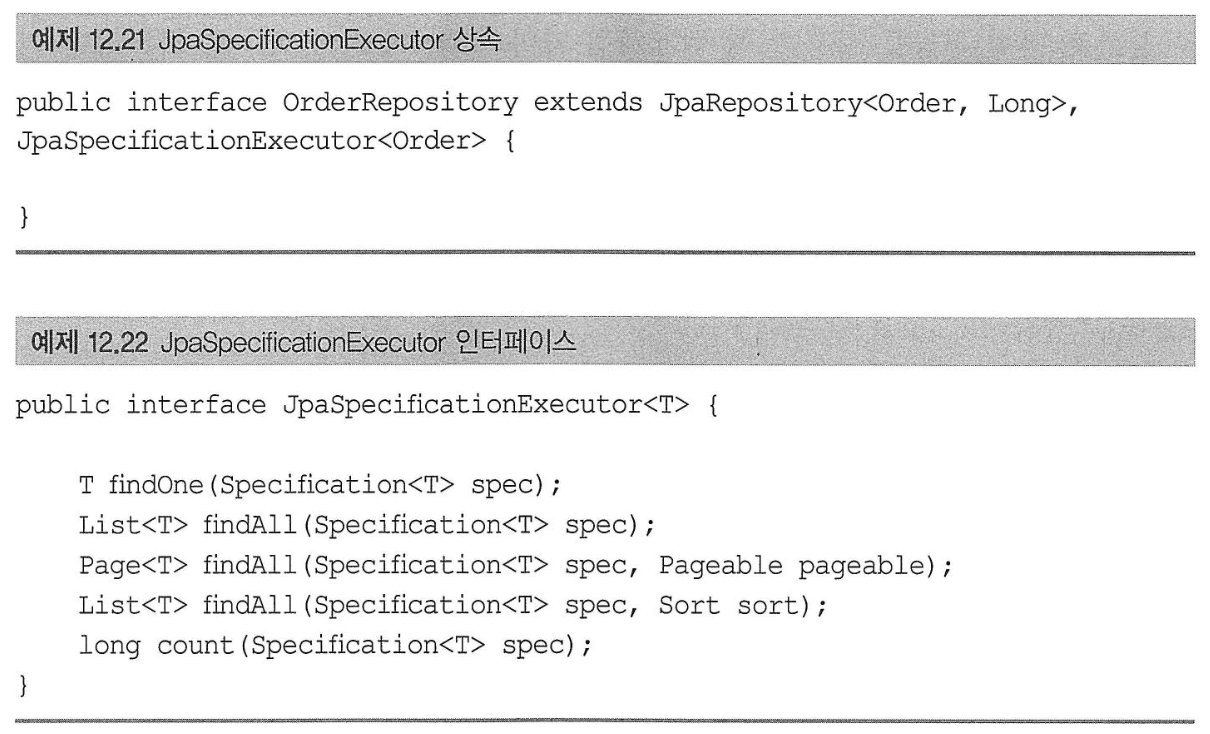 예제 12.21 JpaSpecificationExecutor 상속
public interface OrderRepository extends JpaRepository<Order, Long>,
JpaSpecificationExecutor<Order> {
}
예제 12.22 JpaSpecificationExecutor 인터페이스
public interface JpaSpecificationExecutor<T> {
    T findOne(Specification<T> spec);
    List<T> findAll(Specification<T> spec);
    Page<T> findAll(Specification<T> spec, Pageable pageable);
    List<T> findAll(Specification<T> spec, Sort sort);
    long count(Specification<T> spec);
}